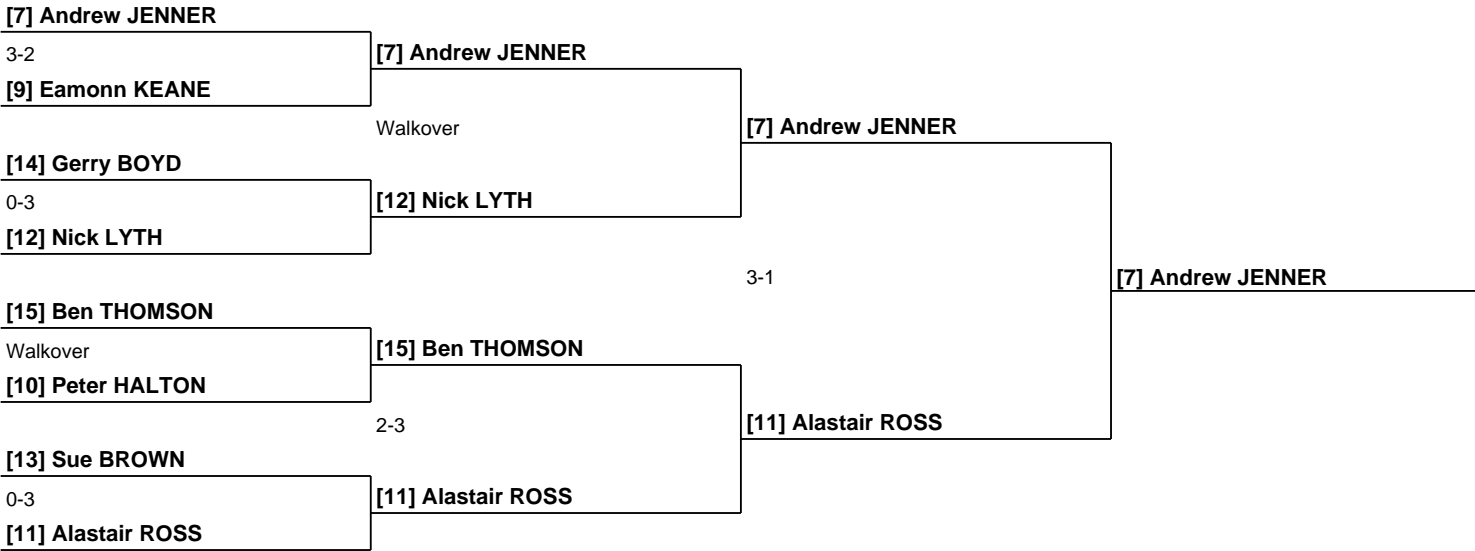 [7] Andrew JENNER
3-2
[7] Andrew JENNER
[9] Eamonn KEANE
Walkover
[7] Andrew JENNER
[14] Gerry BOYD
0-3
[12] Nick LYTH
[12] Nick LYTH
3-1
[7] Andrew JENNER
[15] Ben THOMSON
Walkover
[15] Ben THOMSON
[10] Peter HALTON
2-3
[11] Alastair ROSS
[13] Sue BROWN
0-3
[11] Alastair ROSS
[11] Alastair ROSS